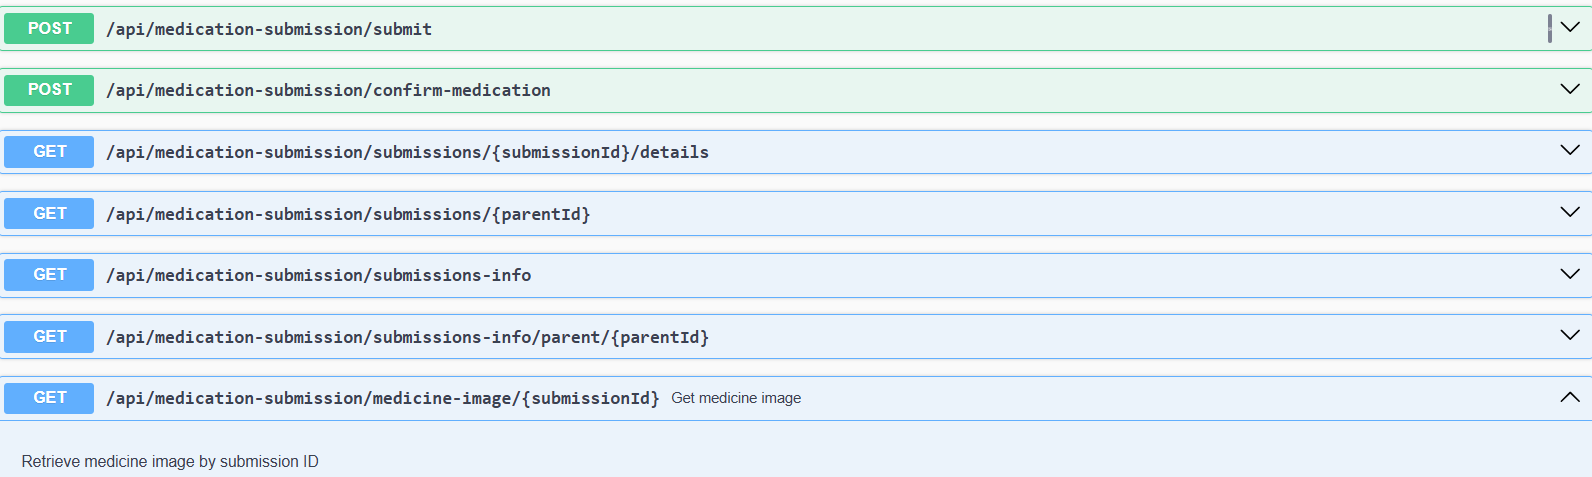 POST /api/medication-submission/submit
POST /api/medication-submission/confirm-medication
GET /api/medication-submission/submissions/{submissionId}/details
GET /api/medication-submission/submissions/{parentId}
GET /api/medication-submission/submissions-info
GET /api/medication-submission/submissions-info/parent/{parentId}
GET /api/medication-submission/medicine-image/{submissionId} Get medicine image
Retrieve medicine image by submission ID